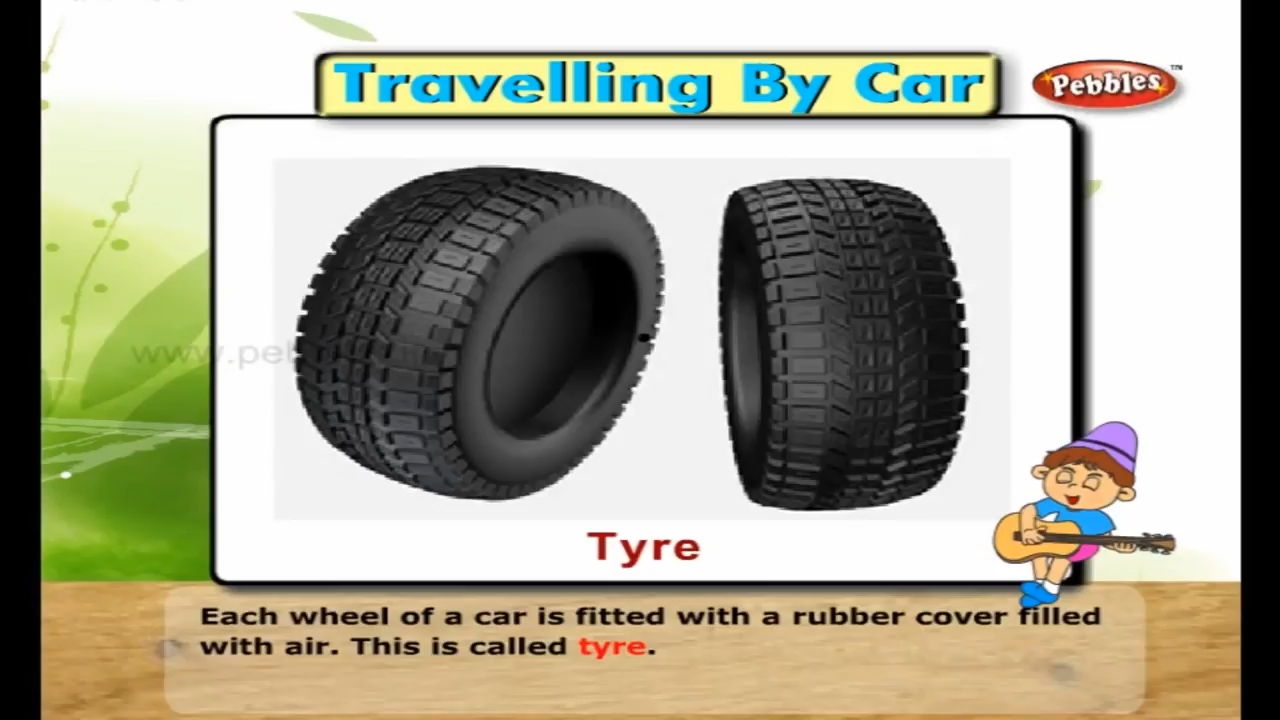 Travelling By Car
Pebbles™
Tyre
Each wheel of a car is fitted with a rubber cover filled
with air. This is called tyre.